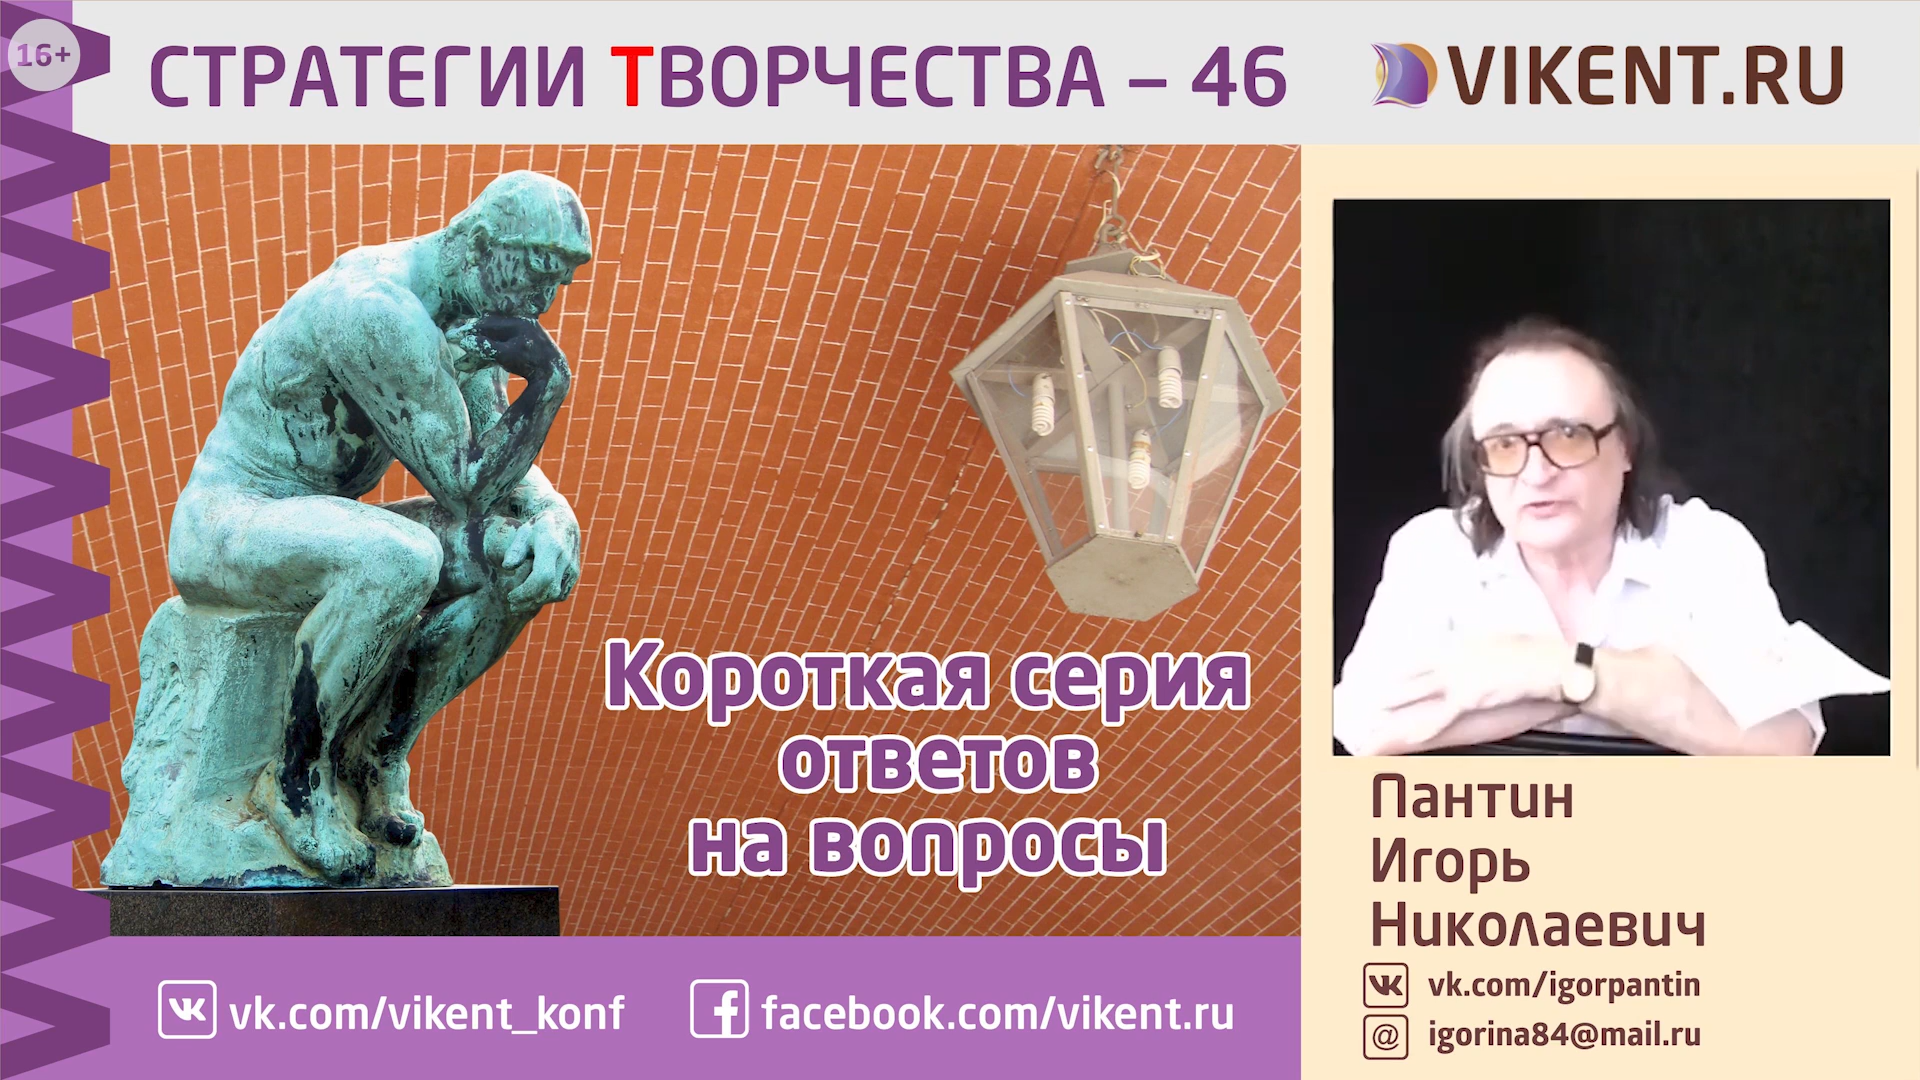 16+
СТРАТЕГИИ ТВОРЧЕСТВА – 46
VIKENT.RU
Короткая серия
ответов
на вопросы
Пантин
Игорь
Николаевич
vk.com/igorpantin
@ igorina84@mail.ru
vk.com/vikent_konf
facebook.com/vikent.ru